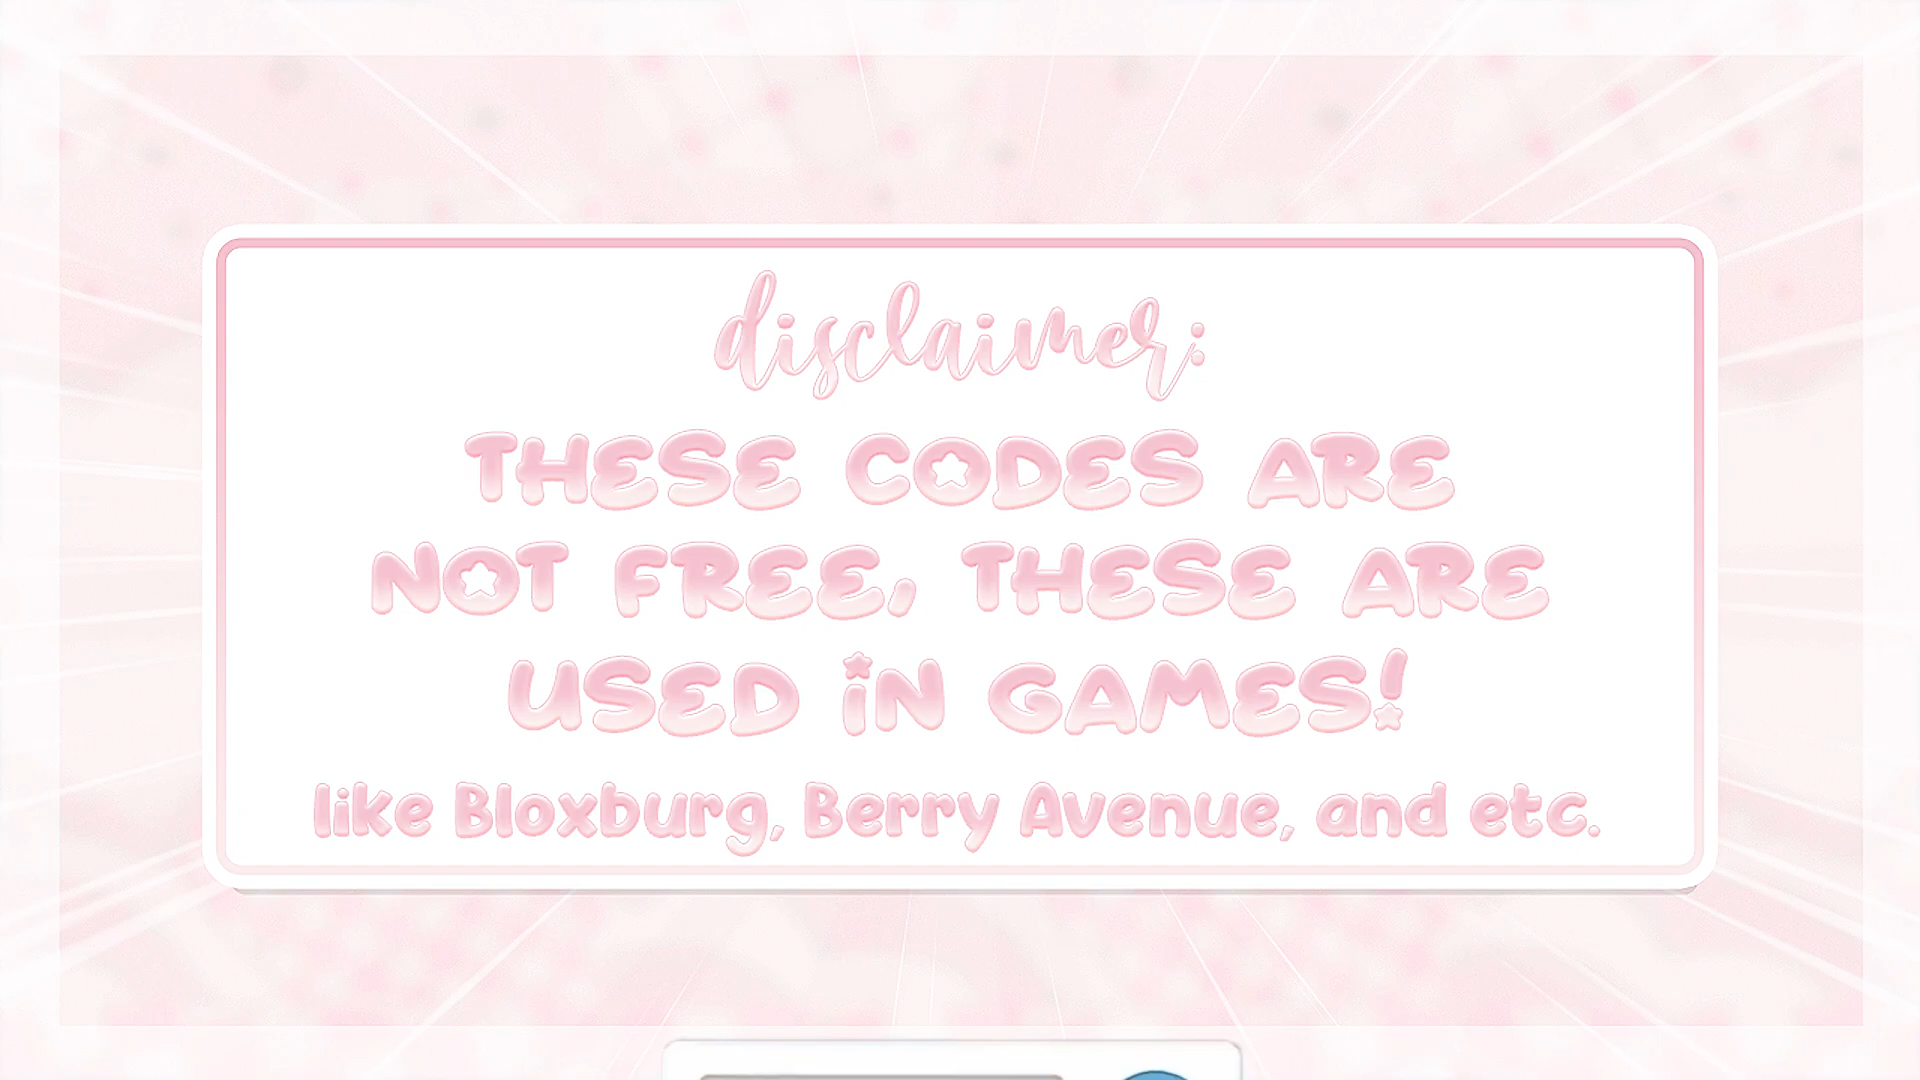 disclaimer:
THESE CODES ARE
NOT FREE, THESE ARE
USED iN GAMES!
like Bloxburg, Berry Avenue, and etc.